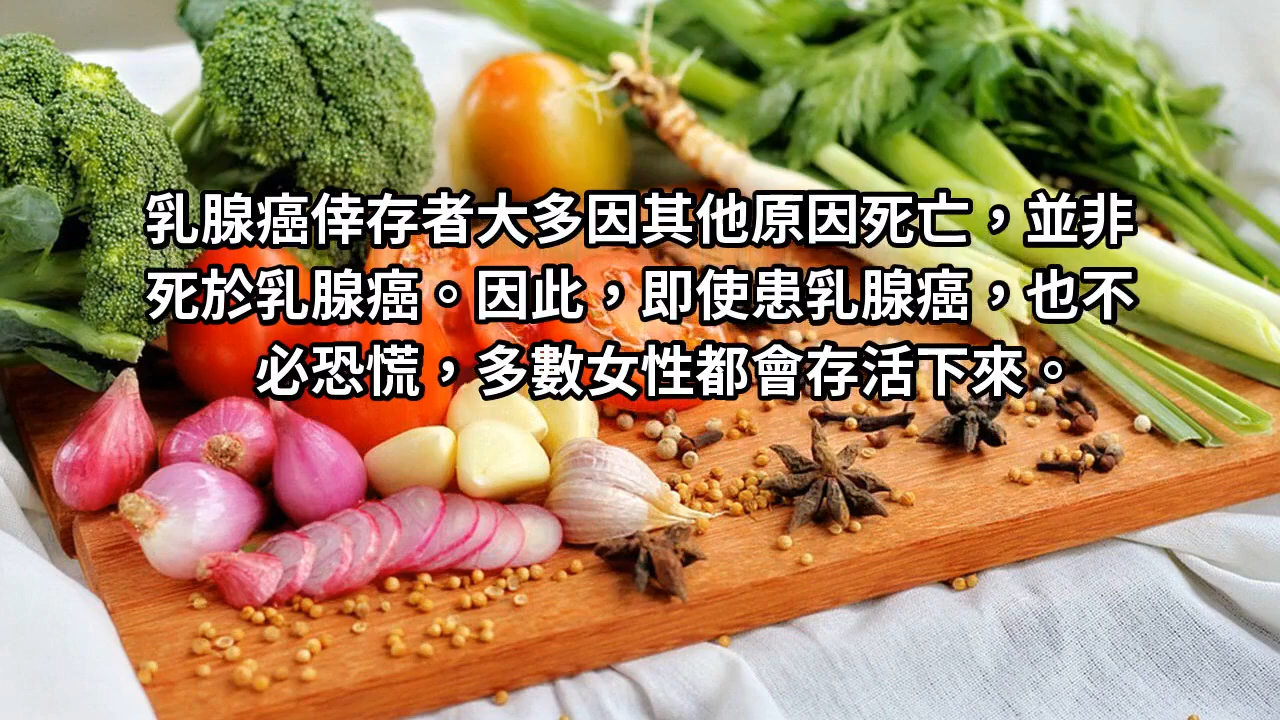 乳腺癌倖存者大多因其他原因死亡，並非
死於乳腺癌。因此，即使患乳腺癌，也不
必恐慌，多數女性都會存活下來。